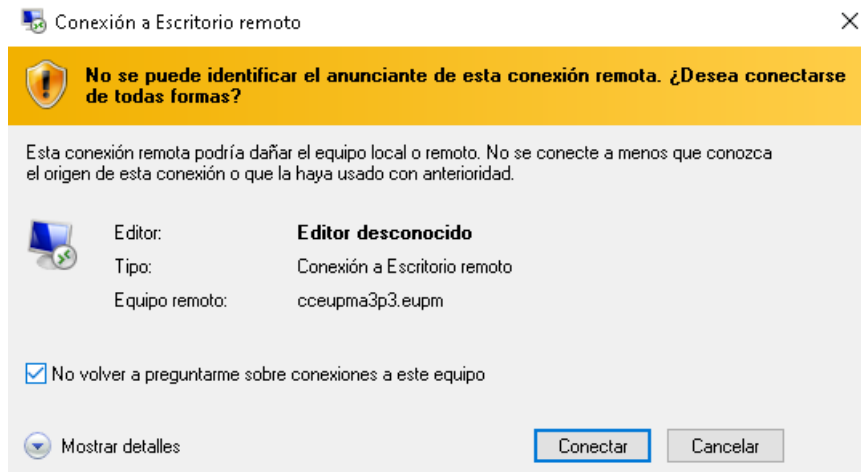 Conexión a Escritorio remoto
No se puede identificar el anunciante de esta conexión remota. ¿Desea conectarse
de todas formas?
Esta conexión remota podría dañar el equipo local o remoto. No se conecte a menos que conozca
el origen de esta conexión o que la haya usado con anterioridad.
Editor: Editor desconocido
Tipo: Conexión a Escritorio remoto
Equipo remoto: cceupma3p3.eupm
No volver a preguntarme sobre conexiones a este equipo
Mostrar detalles Conectar Cancelar